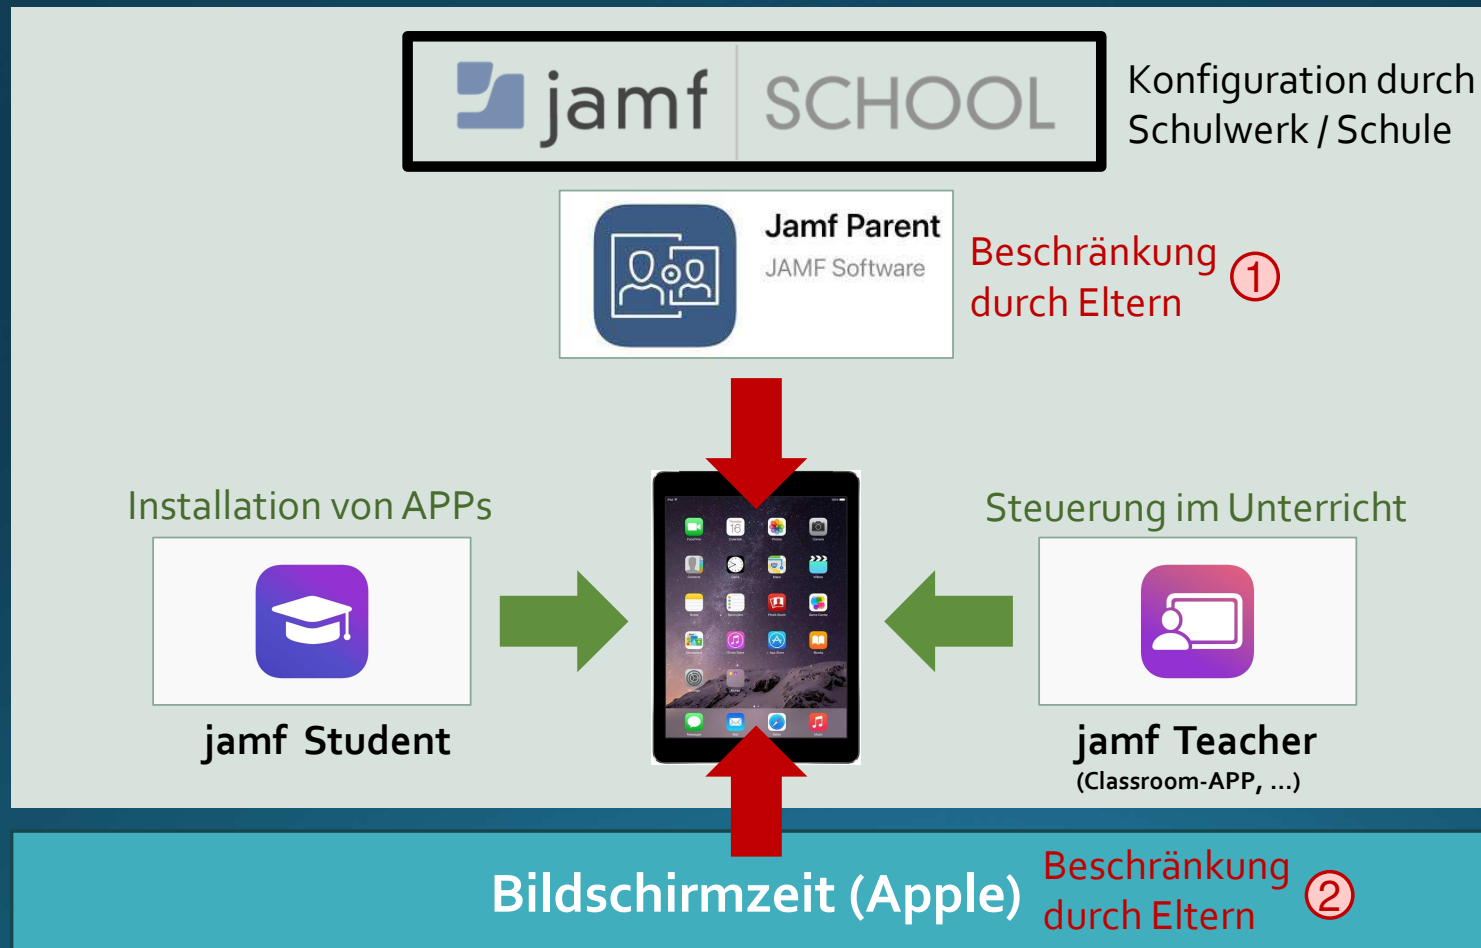 jamf SCHOOL
Konfiguration durch
Schulwerk / Schule
Jamf Parent
JAMF Software
Beschränkung
durch Eltern
1
Installation von APPs
Steuerung im Unterricht
16
jamf Student
jamf Teacher
(Classroom-APP, ...)
Bildschirmzeit (Apple)
Beschränkung
durch Eltern
2